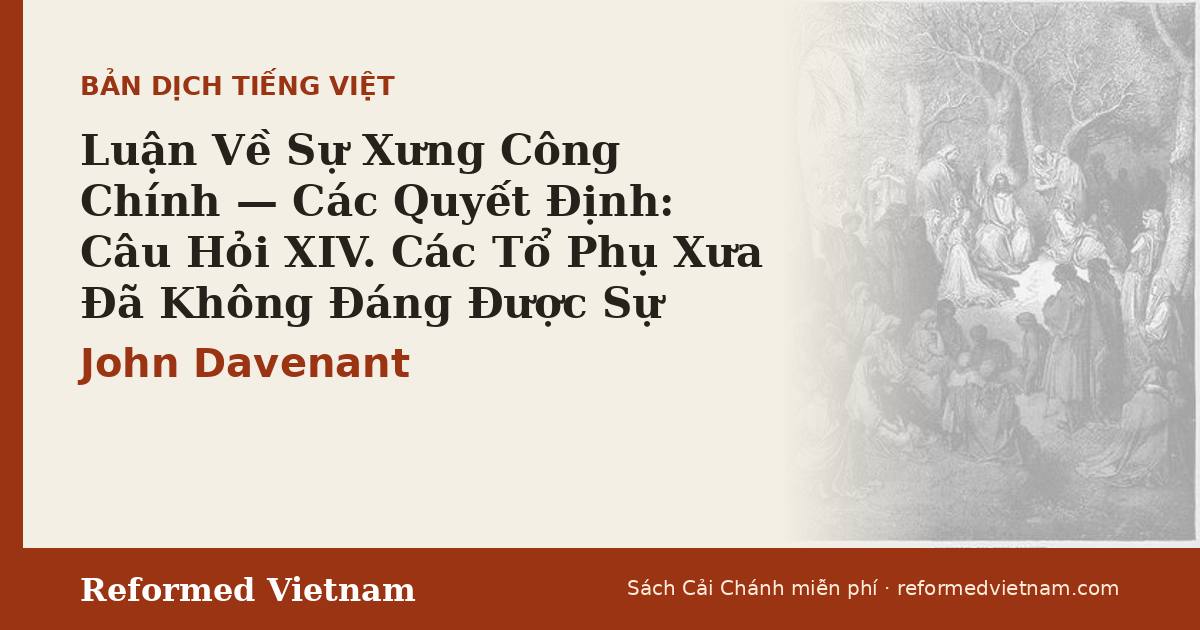 BẢN DỊCH TIẾNG VIỆT
Luận Về Sự Xưng Công
Chính — Các Quyết Định:
Câu Hỏi XIV. Các Tổ Phụ Xưa
Đã Không Đáng Được Sự
John Davenant
Reformed Vietnam
Sách Cải Chánh miễn phí · reformedvietnam.com